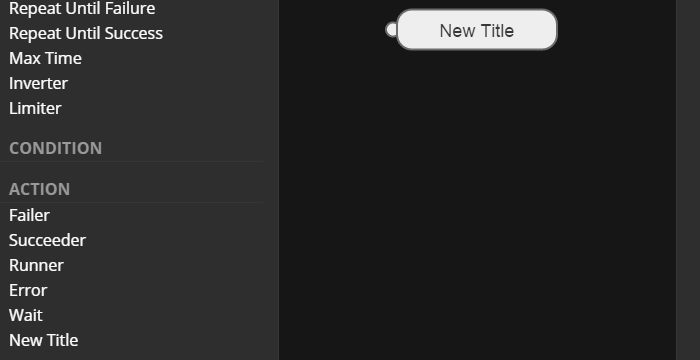 Repeat Until Failure
Repeat Until Success
Max Time
Inverter
Limiter
CONDITION
ACTION
Failer
Succeeder
Runner
Error
Wait
New Title
New Title